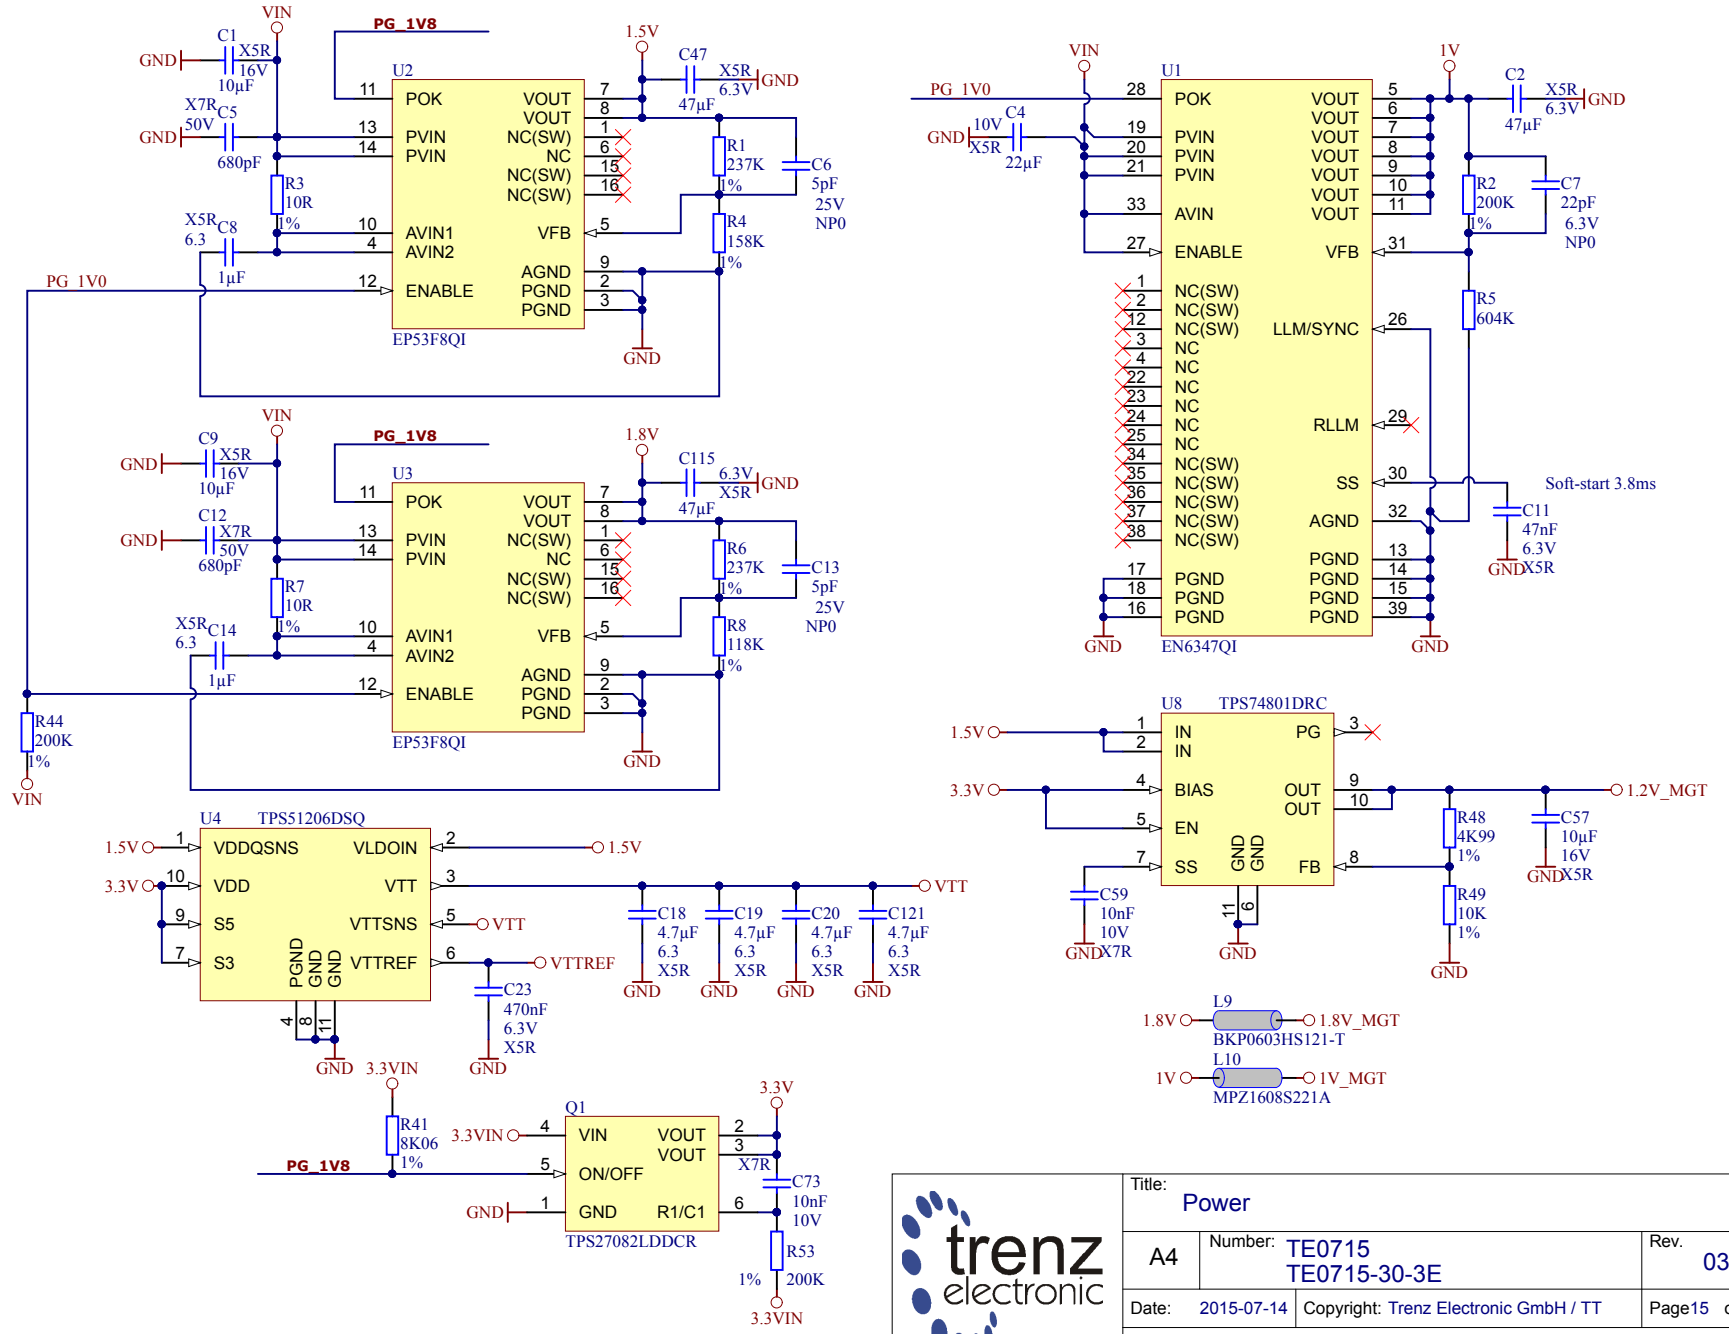 VIN
PG_1V8
C1
X5R
16V
10µF
GND
X7R
50V
C5
680pF
GND
R3
10R
1%
X5R
6.3
C8
1µF
PG_1V0
U2
11 POK
13 PVIN
14 PVIN
10 AVIN1
4 AVIN2
12 ENABLE
VOUT 7
VOUT 8
NC(SW) 1
NC 6
NC(SW) 15
NC(SW) 16
VFB 5
AGND 9
PGND 2
PGND 3
EP53F8QI
1.5V
C47
X5R
6.3V
47µF
GND
R1
237K
1%
C6
5pF
25V
NP0
R4
158K
1%
GND
VIN
PG_1V8
C9
X5R
16V
10µF
GND
C12
X7R
50V
680pF
GND
R7
10R
1%
X5R
6.3
C14
1µF
R44
200K
1%
VIN
U3
11 POK
13 PVIN
14 PVIN
10 AVIN1
4 AVIN2
12 ENABLE
VOUT 7
VOUT 8
NC(SW) 1
NC 6
NC(SW) 15
NC(SW) 16
VFB 5
AGND 9
PGND 2
PGND 3
EP53F8QI
1.8V
C115
6.3V
X5R
47µF
GND
R6
237K
1%
C13
5pF
25V
NP0
R8
118K
1%
GND
VIN
PG_1V0
GND
10V
X5R
C4
22µF
U1
28 POK
19 PVIN
20 PVIN
21 PVIN
33 AVIN
27 ENABLE
1 NC(SW)
2 NC(SW)
12 NC(SW)
3 NC
4 NC
22 NC
23 NC
24 NC
25 NC
34 NC(SW)
35 NC(SW)
36 NC(SW)
37 NC(SW)
38 NC(SW)
17 PGND
18 PGND
16 PGND
VOUT 5
VOUT 6
VOUT 7
VOUT 8
VOUT 9
VOUT 10
VOUT 11
VFB 31
LLM/SYNC 26
RLLM 29
SS 30
AGND 32
PGND 13
PGND 14
PGND 15
PGND 39
EN6347QI
GND
GND
1V
C2
X5R
6.3V
47µF
GND
R2
200K
1%
C7
22pF
6.3V
NP0
R5
604K
Soft-start 3.8ms
C11
47nF
6.3V
X5R
GND
U8 TPS74801DRC
1.5V
3.3V
1 IN
2 IN
4 BIAS
5 EN
7 SS
PG 3
OUT 9
OUT 10
FB 8
GND 11
GND 6
GND
C59
10nF
10V
X7R
GND
1.2V_MGT
R48
4K99
1%
C57
10µF
16V
X5R
GND
R49
10K
1%
GND
U4 TPS51206DSQ
1.5V
3.3V
1 VDDQSNS
10 VDD
9 S5
7 S3
VLDOIN 2
VTT 3
VTTSNS 5
VTTREF 6
PGND 4
GND 8
GND 11
GND
1.5V
VTT
VTT
VTTREF
C23
470nF
6.3V
X5R
GND
C18
4.7µF
6.3
X5R
GND
C19
4.7µF
6.3
X5R
GND
C20
4.7µF
6.3
X5R
GND
C121
4.7µF
6.3
X5R
GND
L9
1.8V
1.8V_MGT
BKP0603HS121-T
L10
1V
1V_MGT
MPZ1608S221A
3.3VIN
R41
8K06
1%
PG_1V8
3.3VIN
GND
Q1
4 VIN
5 ON/OFF
1 GND
VOUT 2
VOUT 3
R1/C1 6
TPS27082LDDCR
3.3V
X7R
C73
10nF
10V
R53
1% 200K
3.3VIN
trenz
electronic
Title:
Power
A4
Number: TE0715
TE0715-30-3E
Rev.
03
Date: 2015-07-14
Copyright: Trenz Electronic GmbH / TT
Page15